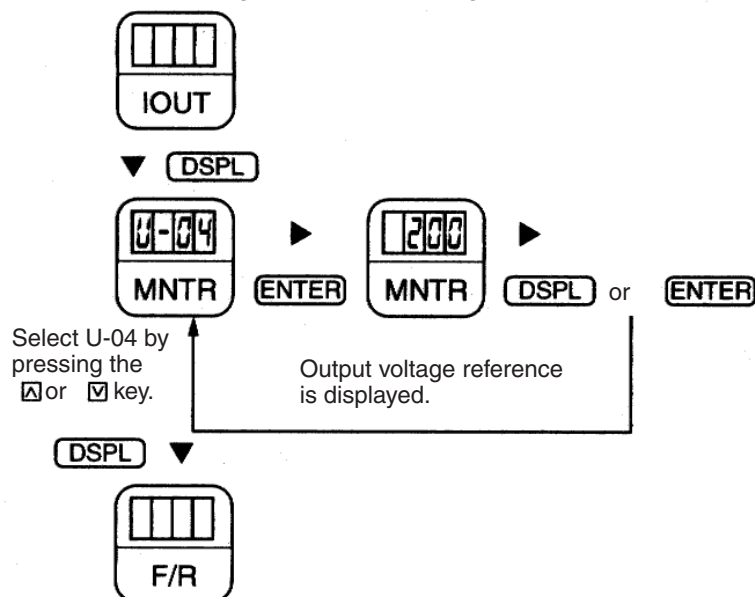 IOUT
▼ DSPL
U-04 ▶ 200 ▶
MNTR ENTER MNTR DSPL or ENTER
Select U-04 by
pressing the
∧ or ∨ key.
Output voltage reference
is displayed.
DSPL ▼
F/R